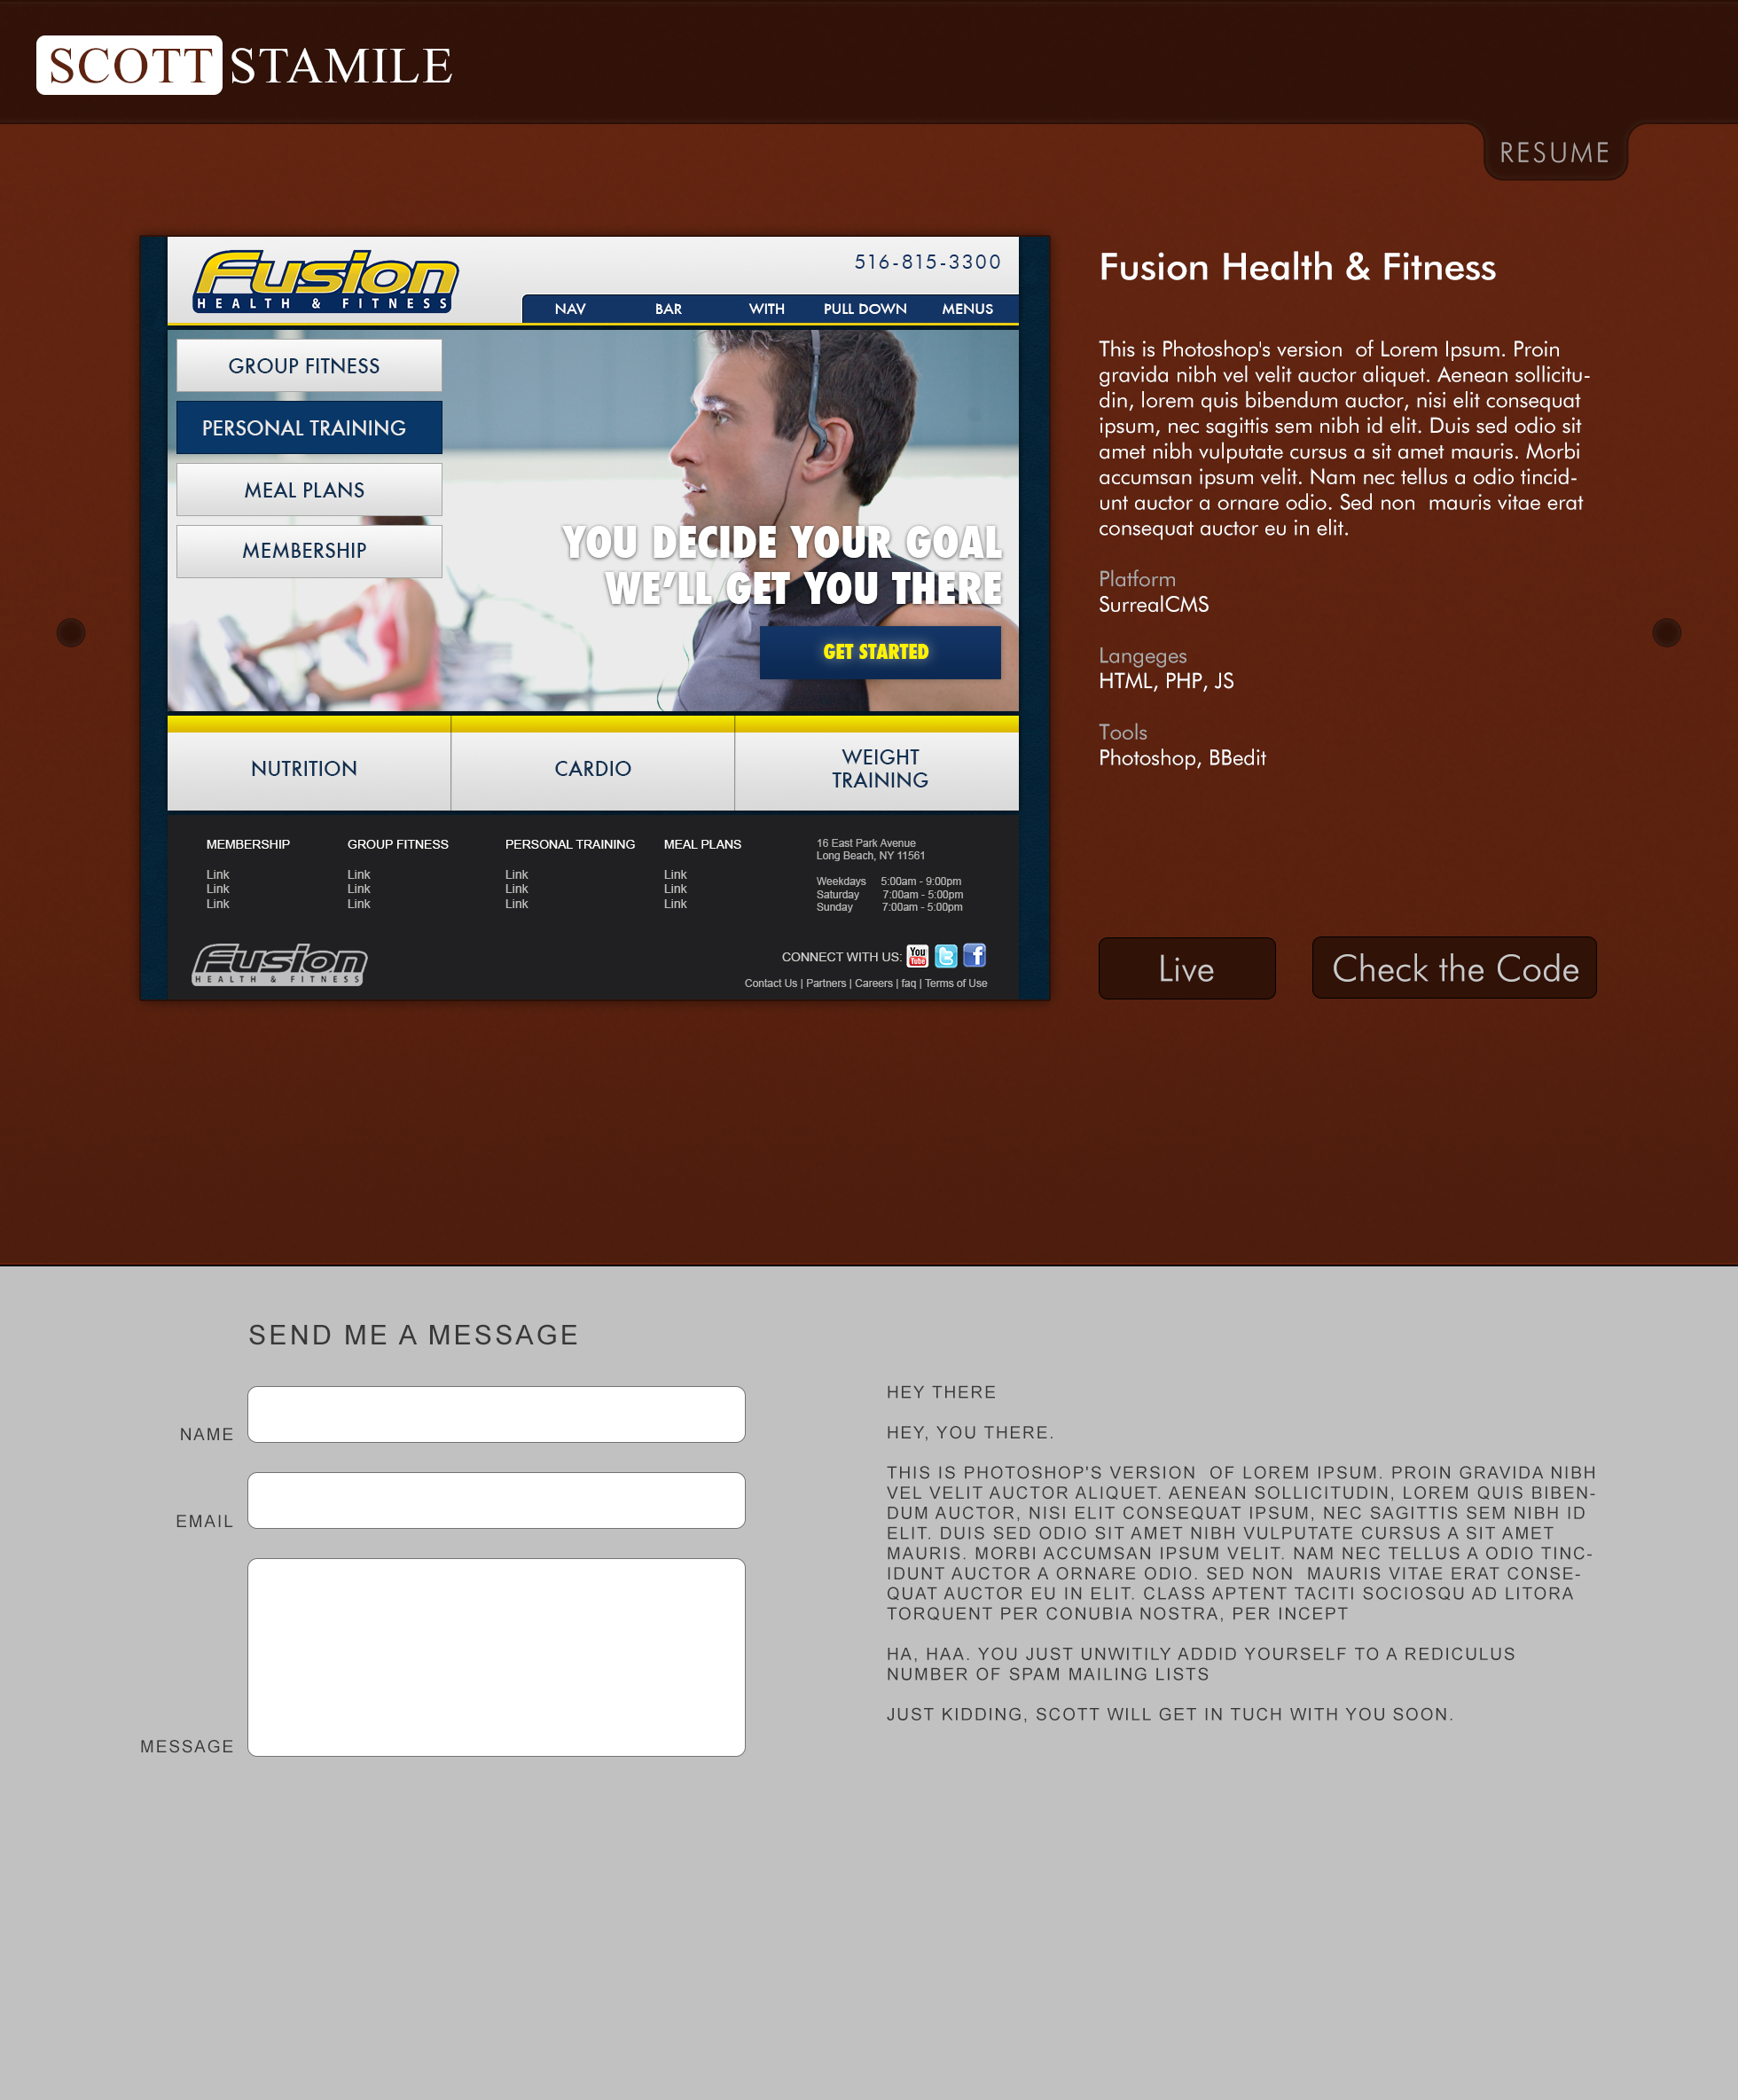 SCOTT STAMILE
RESUME
Fusion
HEALTH & FITNESS
516-815-3300
NAV BAR WITH PULL DOWN MENUS
GROUP FITNESS
PERSONAL TRAINING
MEAL PLANS
MEMBERSHIP
YOU DECIDE YOUR GOAL
WE'LL GET YOU THERE
GET STARTED
NUTRITION
CARDIO
WEIGHT
TRAINING
MEMBERSHIP
Link
Link
Link
GROUP FITNESS
Link
Link
Link
PERSONAL TRAINING
Link
Link
Link
MEAL PLANS
Link
Link
Link
16 East Park Avenue
Long Beach, NY 11561
Weekdays 5:00am - 9:00pm
Saturday 7:00am - 5:00pm
Sunday 7:00am - 5:00pm
Fusion
HEALTH & FITNESS
CONNECT WITH US: You Tube t f
Contact Us | Partners | Careers | faq | Terms of Use
Fusion Health & Fitness
This is Photoshop's version  of Lorem Ipsum. Proin
gravida nibh vel velit auctor aliquet. Aenean sollicitu-
din, lorem quis bibendum auctor, nisi elit consequat
ipsum, nec sagittis sem nibh id elit. Duis sed odio sit
amet nibh vulputate cursus a sit amet mauris. Morbi
accumsan ipsum velit. Nam nec tellus a odio tincid-
unt auctor a ornare odio. Sed non  mauris vitae erat
consequat auctor eu in elit.
Platform
SurrealCMS
Langeges
HTML, PHP, JS
Tools
Photoshop, BBedit
Live
Check the Code
SEND ME A MESSAGE
NAME
EMAIL
MESSAGE
HEY THERE
HEY, YOU THERE.
THIS IS PHOTOSHOP'S VERSION  OF LOREM IPSUM. PROIN GRAVIDA NIBH
VEL VELIT AUCTOR ALIQUET. AENEAN SOLLICITUDIN, LOREM QUIS BIBEN-
DUM AUCTOR, NISI ELIT CONSEQUAT IPSUM, NEC SAGITTIS SEM NIBH ID
ELIT. DUIS SED ODIO SIT AMET NIBH VULPUTATE CURSUS A SIT AMET
MAURIS. MORBI ACCUMSAN IPSUM VELIT. NAM NEC TELLUS A ODIO TINC-
IDUNT AUCTOR A ORNARE ODIO. SED NON  MAURIS VITAE ERAT CONSE-
QUAT AUCTOR EU IN ELIT. CLASS APTENT TACITI SOCIOSQU AD LITORA
TORQUENT PER CONUBIA NOSTRA, PER INCEPT
HA, HAA. YOU JUST UNWITILY ADDID YOURSELF TO A REDICULUS
NUMBER OF SPAM MAILING LISTS
JUST KIDDING, SCOTT WILL GET IN TUCH WITH YOU SOON.